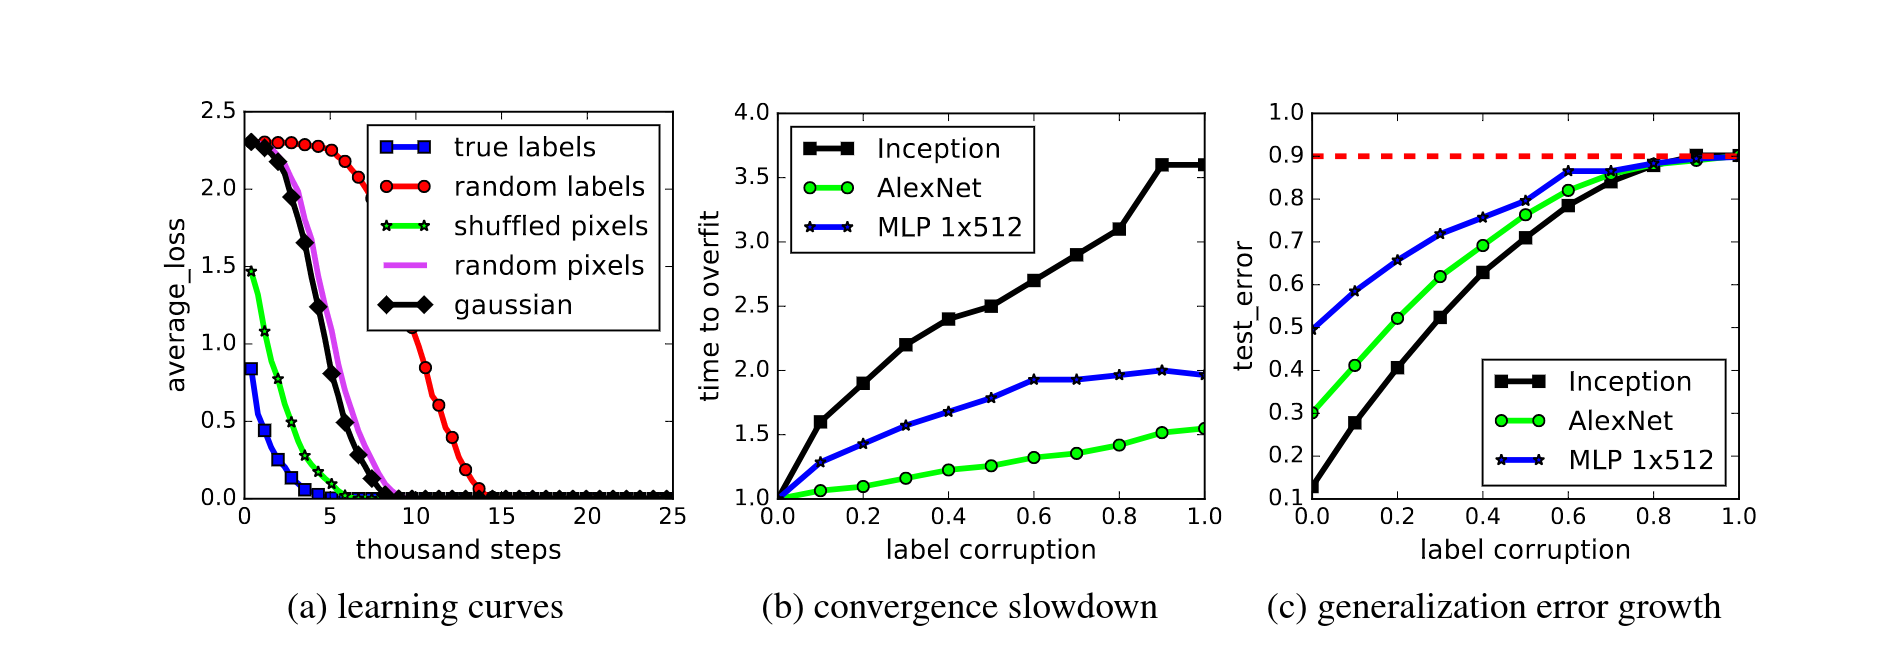 2.5
2.0
1.5
1.0
0.5
0.0
0 5 10 15 20 25
average_loss
thousand steps
true labels
random labels
shuffled pixels
random pixels
gaussian
(a) learning curves
4.0
3.5
3.0
2.5
2.0
1.5
1.0
0.0 0.2 0.4 0.6 0.8 1.0
time to overfit
label corruption
Inception
AlexNet
MLP 1x512
(b) convergence slowdown
1.0
0.9
0.8
0.7
0.6
0.5
0.4
0.3
0.2
0.1
0.0 0.2 0.4 0.6 0.8 1.0
test_error
label corruption
Inception
AlexNet
MLP 1x512
(c) generalization error growth